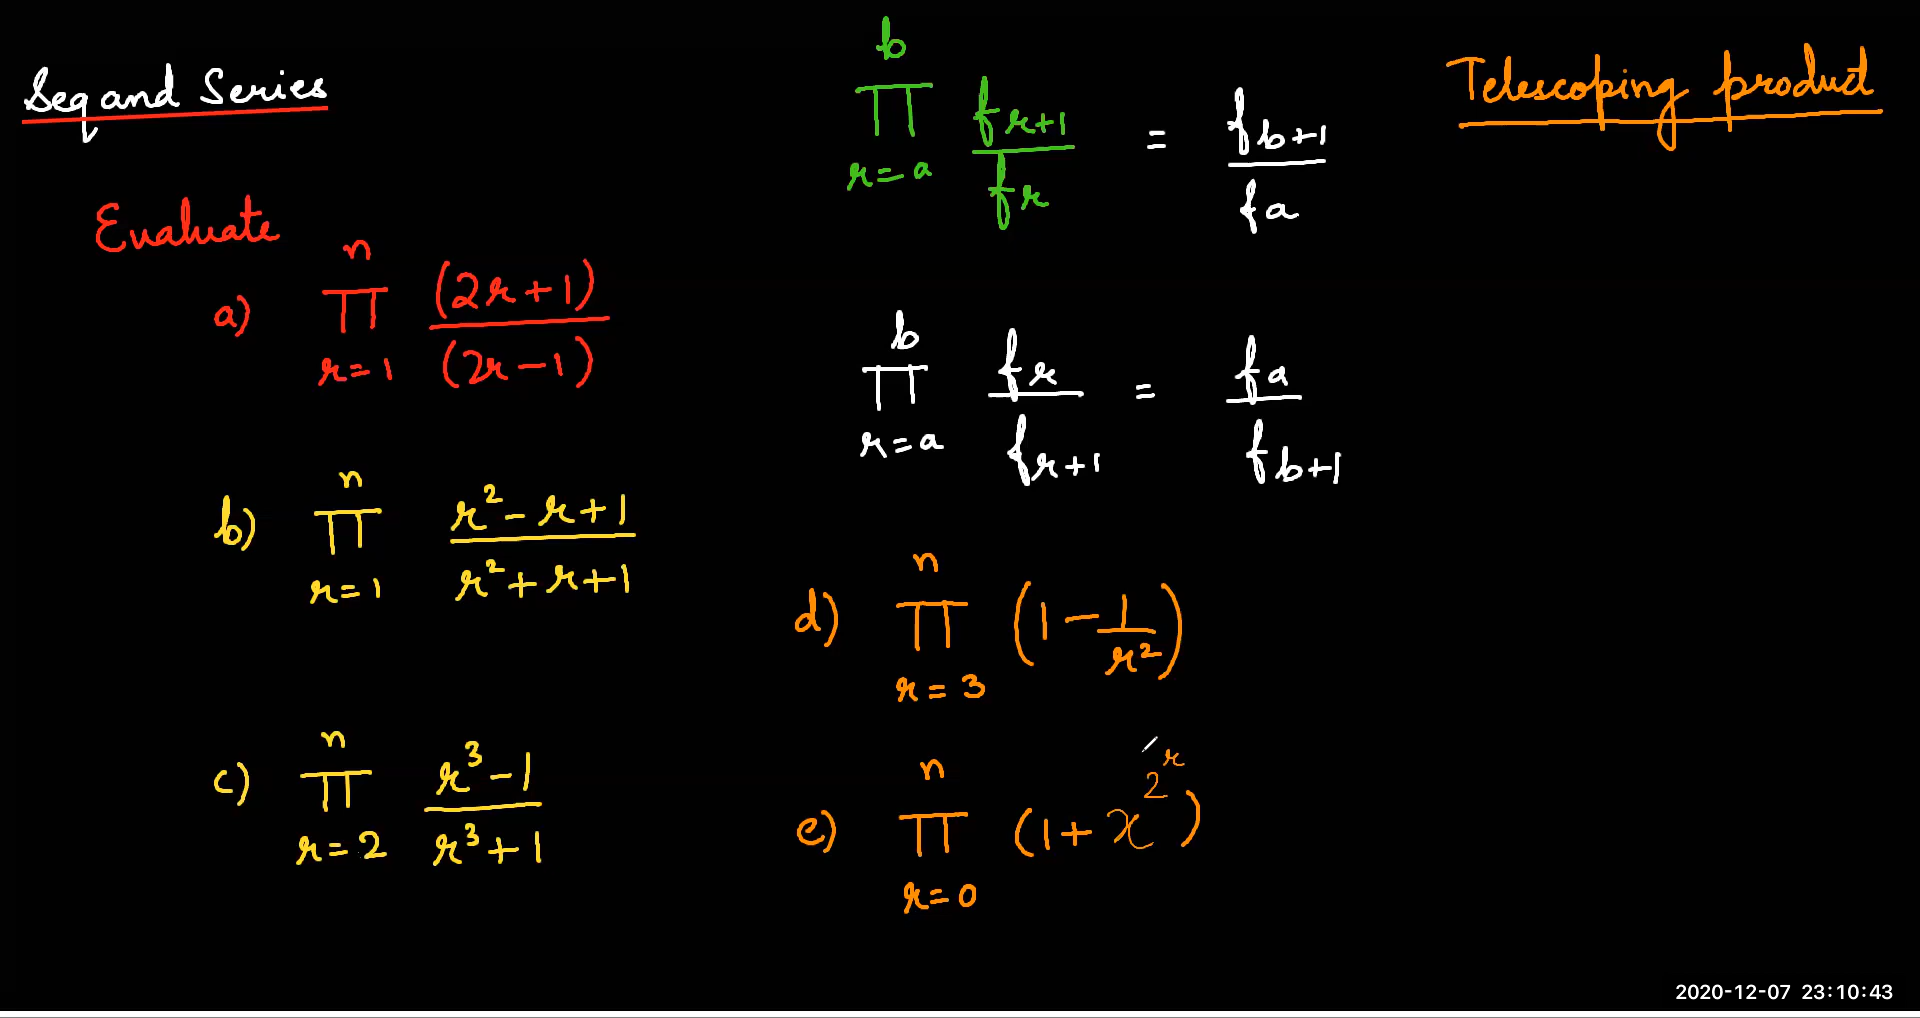 Seq and Series
Telescoping product
b
∏ f_{r+1} / f_r = f_{b+1} / f_a
r=a
b
∏ f_r / f_{r+1} = f_a / f_{b+1}
r=a
Evaluate
n
a) ∏ (2r+1) / (2r-1)
r=1
n
b) ∏ r²-r+1 / r²+r+1
r=1
n
c) ∏ r³-1 / r³+1
r=2
n
d) ∏ (1 - 1/r²)
r=3
n
e) ∏ (1+x^{2^r})
r=0
2020-12-07 23:10:43